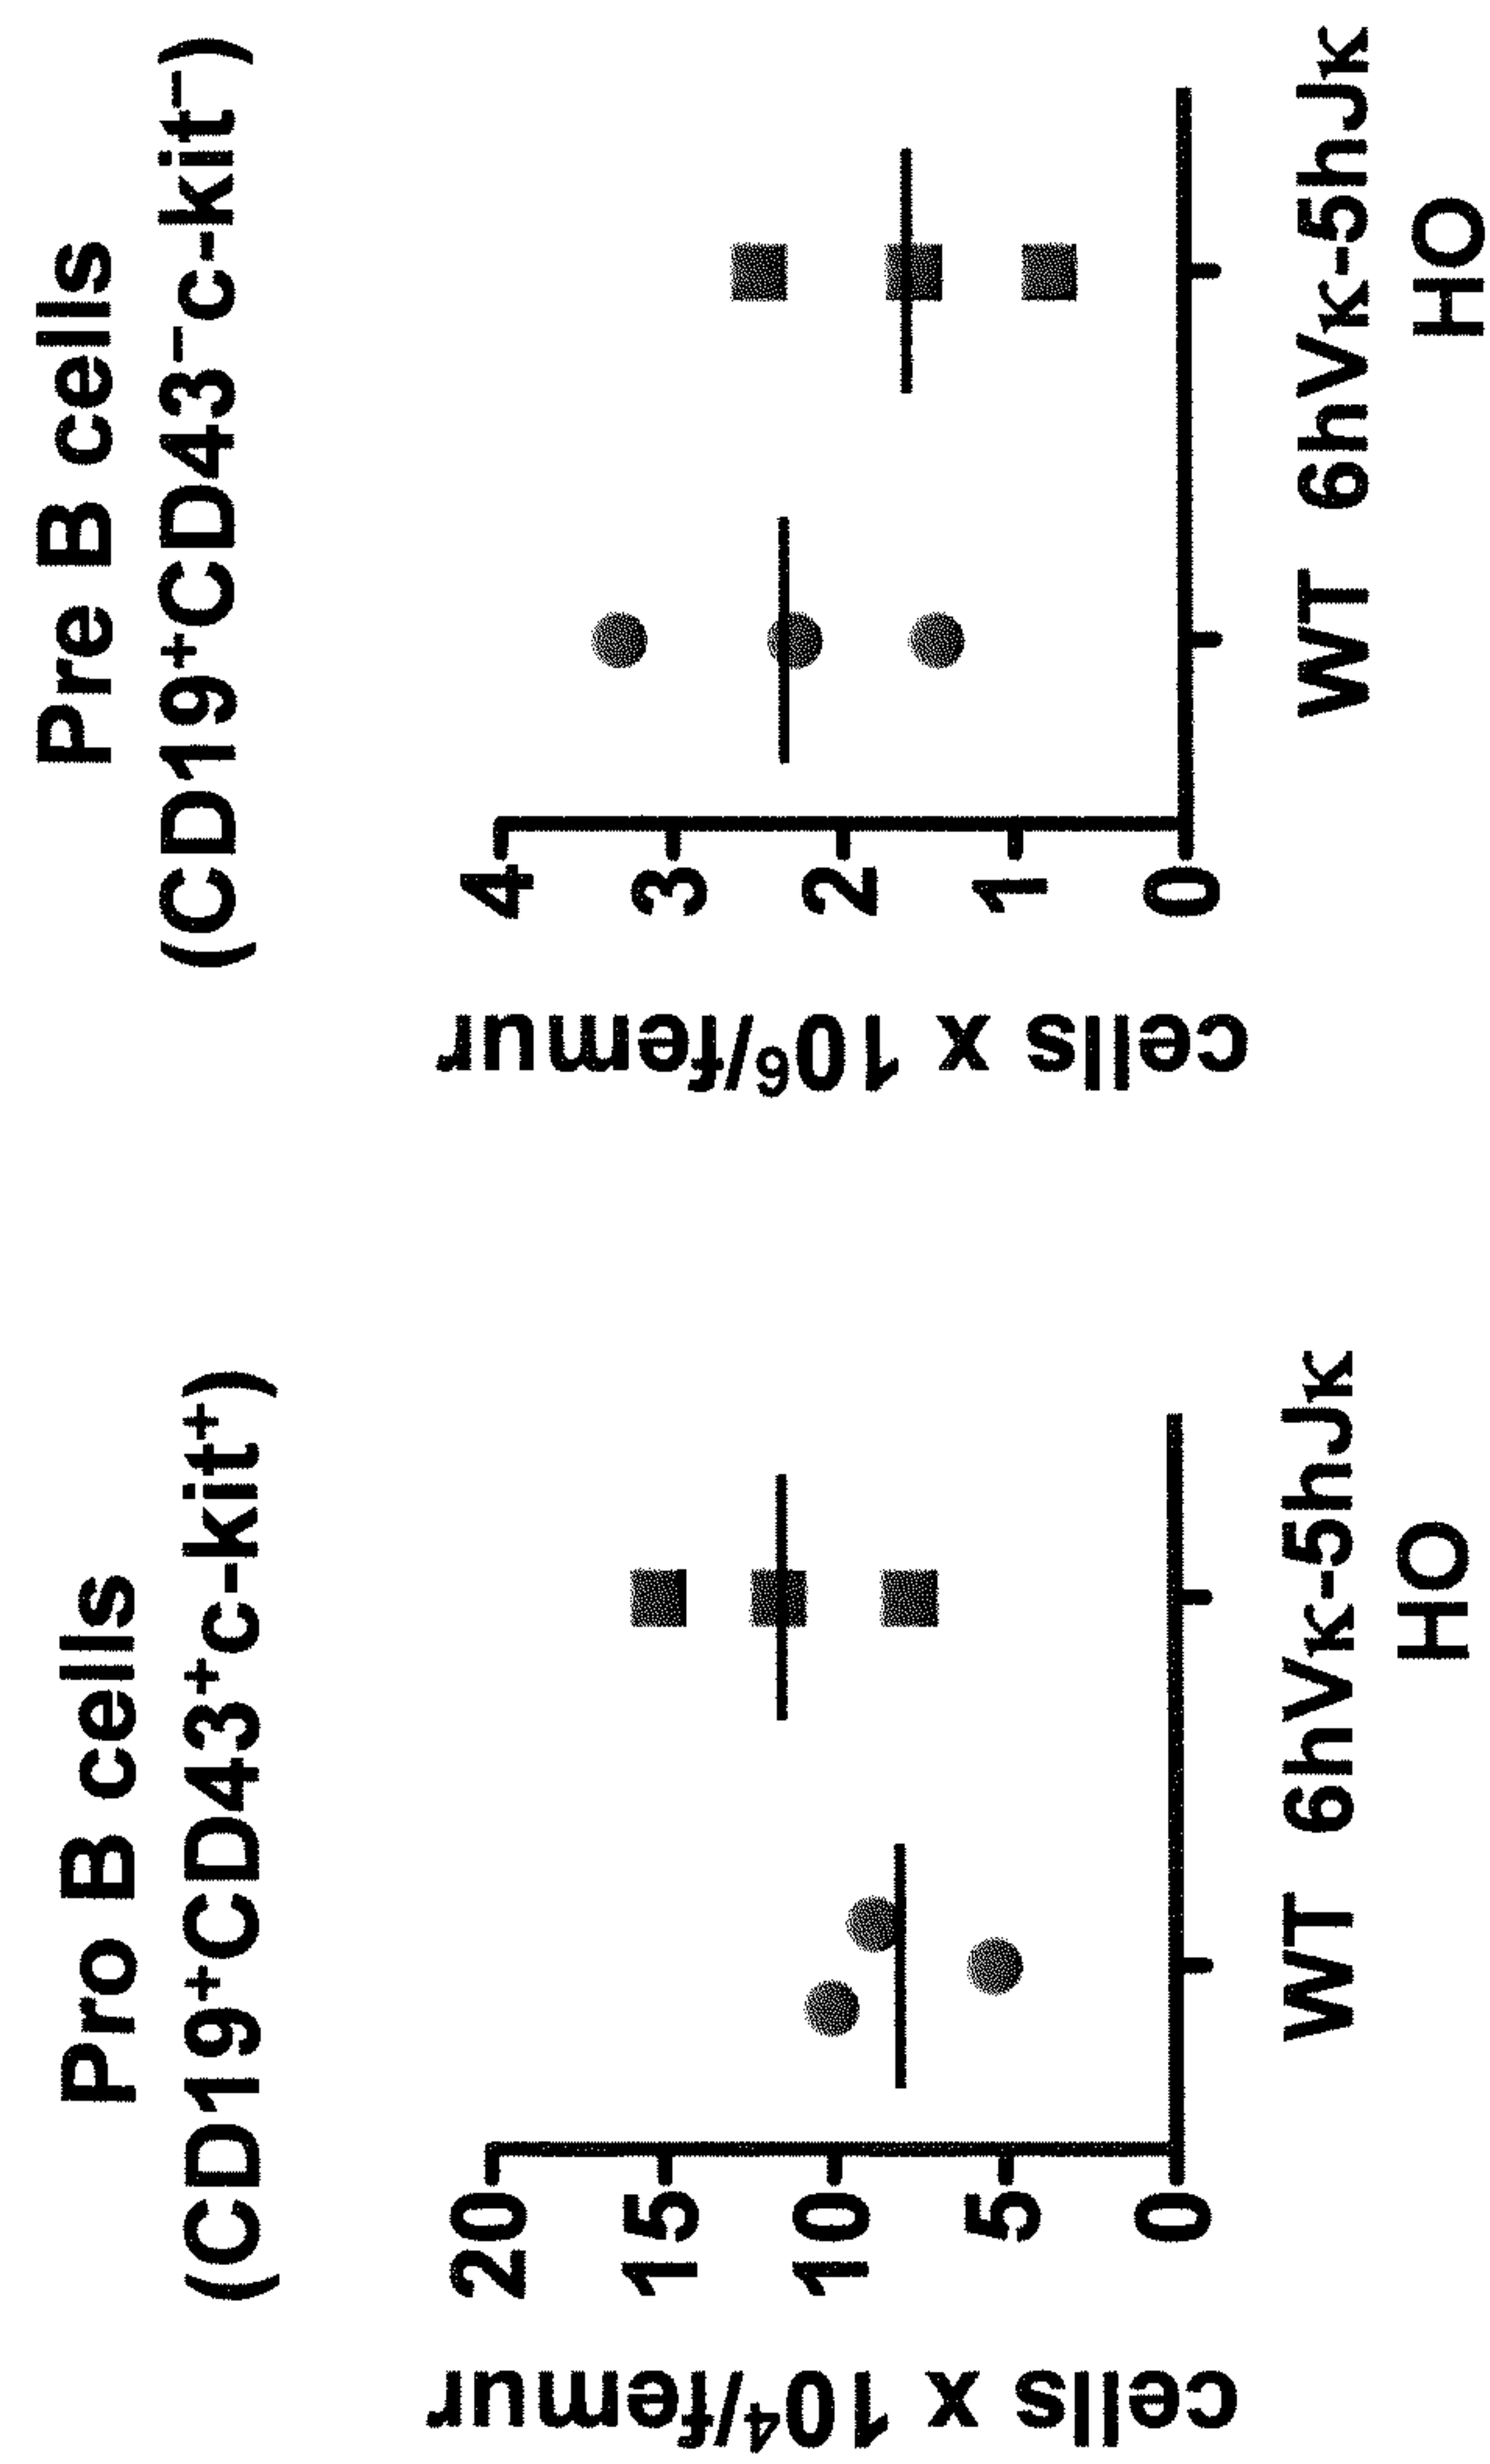 Pro B cells
(CD19⁺CD43⁺c-kit⁺)
cells x 10⁴/femur
20
15
10
5
0
WT 6hVκ-5hJκ
HO
Pre B cells
(CD19⁺CD43⁻c-kit⁻)
cells x 10⁶/femur
4
3
2
1
0
WT 6hVκ-5hJκ
HO